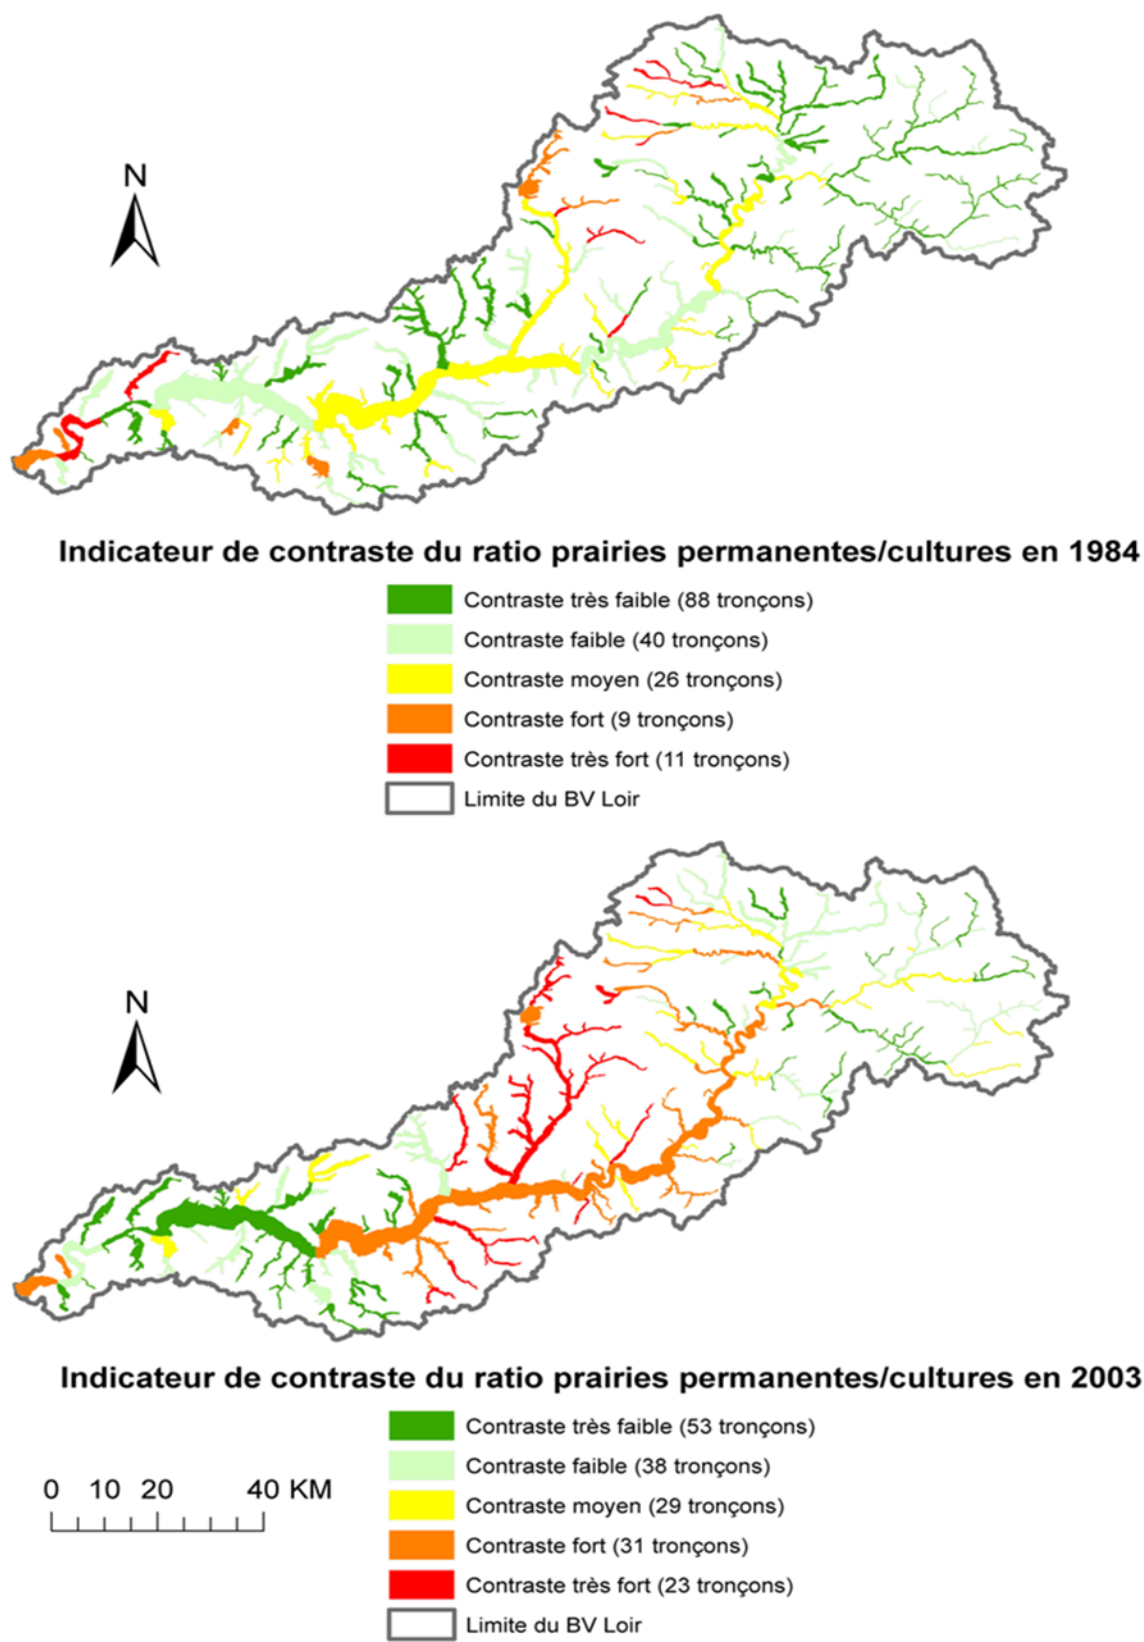 N
Indicateur de contraste du ratio prairies permanentes/cultures en 1984
Contraste très faible (88 tronçons)
Contraste faible (40 tronçons)
Contraste moyen (26 tronçons)
Contraste fort (9 tronçons)
Contraste très fort (11 tronçons)
Limite du BV Loir
N
Indicateur de contraste du ratio prairies permanentes/cultures en 2003
Contraste très faible (53 tronçons)
Contraste faible (38 tronçons)
Contraste moyen (29 tronçons)
Contraste fort (31 tronçons)
Contraste très fort (23 tronçons)
Limite du BV Loir
0 10 20 40 KM